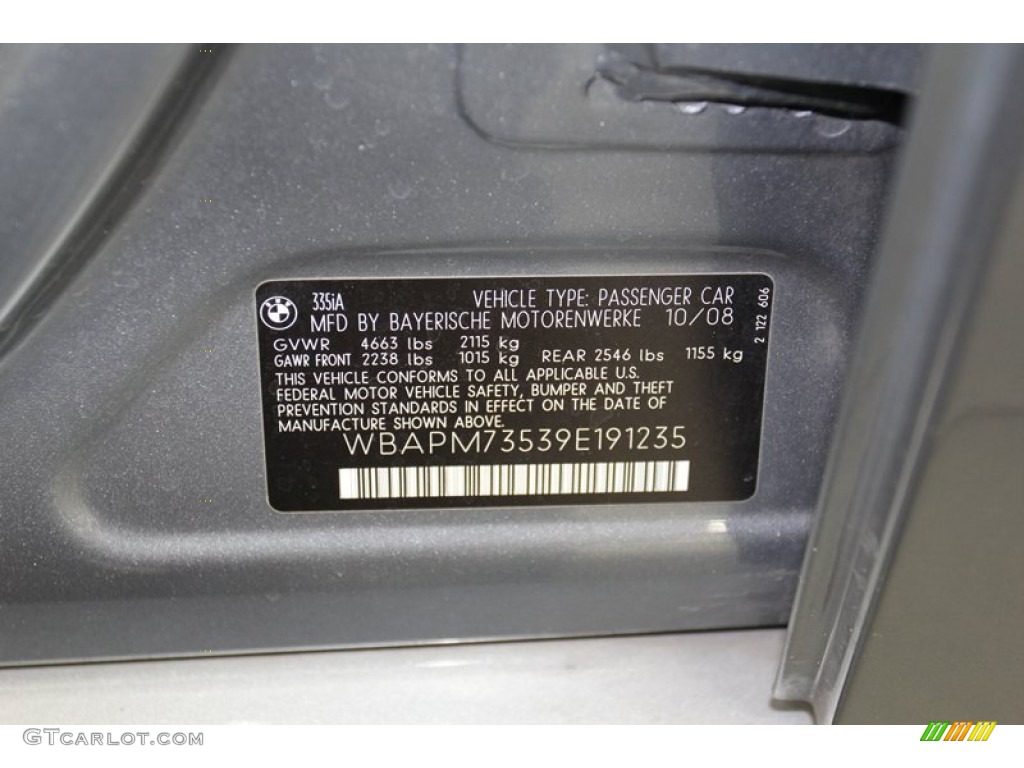 335iA VEHICLE TYPE: PASSENGER CAR
MFD BY BAYERISCHE MOTORENWERKE 10/08
GVWR 4663 lbs 2115 kg
GAWR FRONT 2238 lbs 1015 kg REAR 2546 lbs 1155 kg
THIS VEHICLE CONFORMS TO ALL APPLICABLE U.S.
FEDERAL MOTOR VEHICLE SAFETY, BUMPER AND THEFT
PREVENTION STANDARDS IN EFFECT ON THE DATE OF
MANUFACTURE SHOWN ABOVE.
WBAPM73539E191235
2 122 606
GTCarLot.com